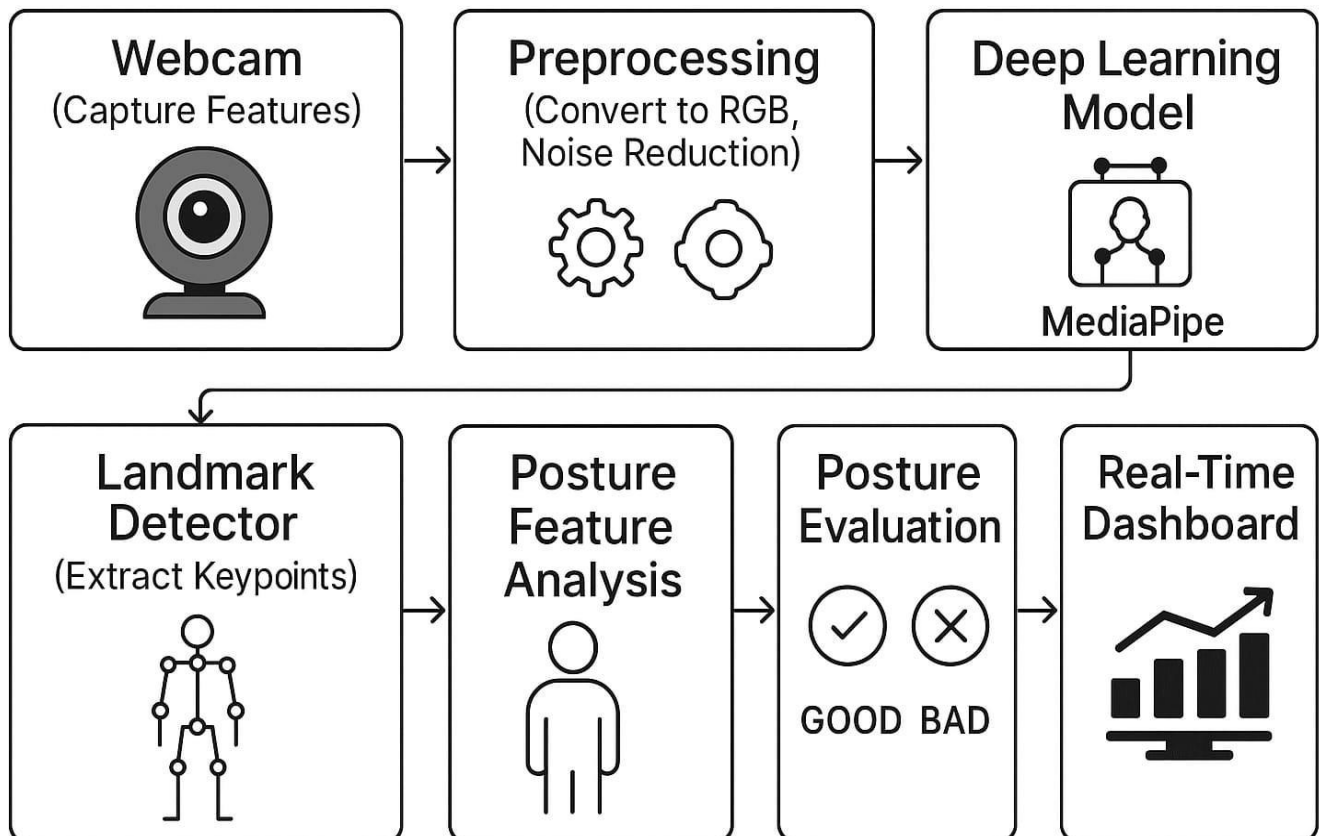 Webcam
(Capture Features)
Preprocessing
(Convert to RGB,
Noise Reduction)
Deep Learning
Model
MediaPipe
Landmark
Detector
(Extract Keypoints)
Posture
Feature
Analysis
Posture
Evaluation
GOOD BAD
Real-Time
Dashboard